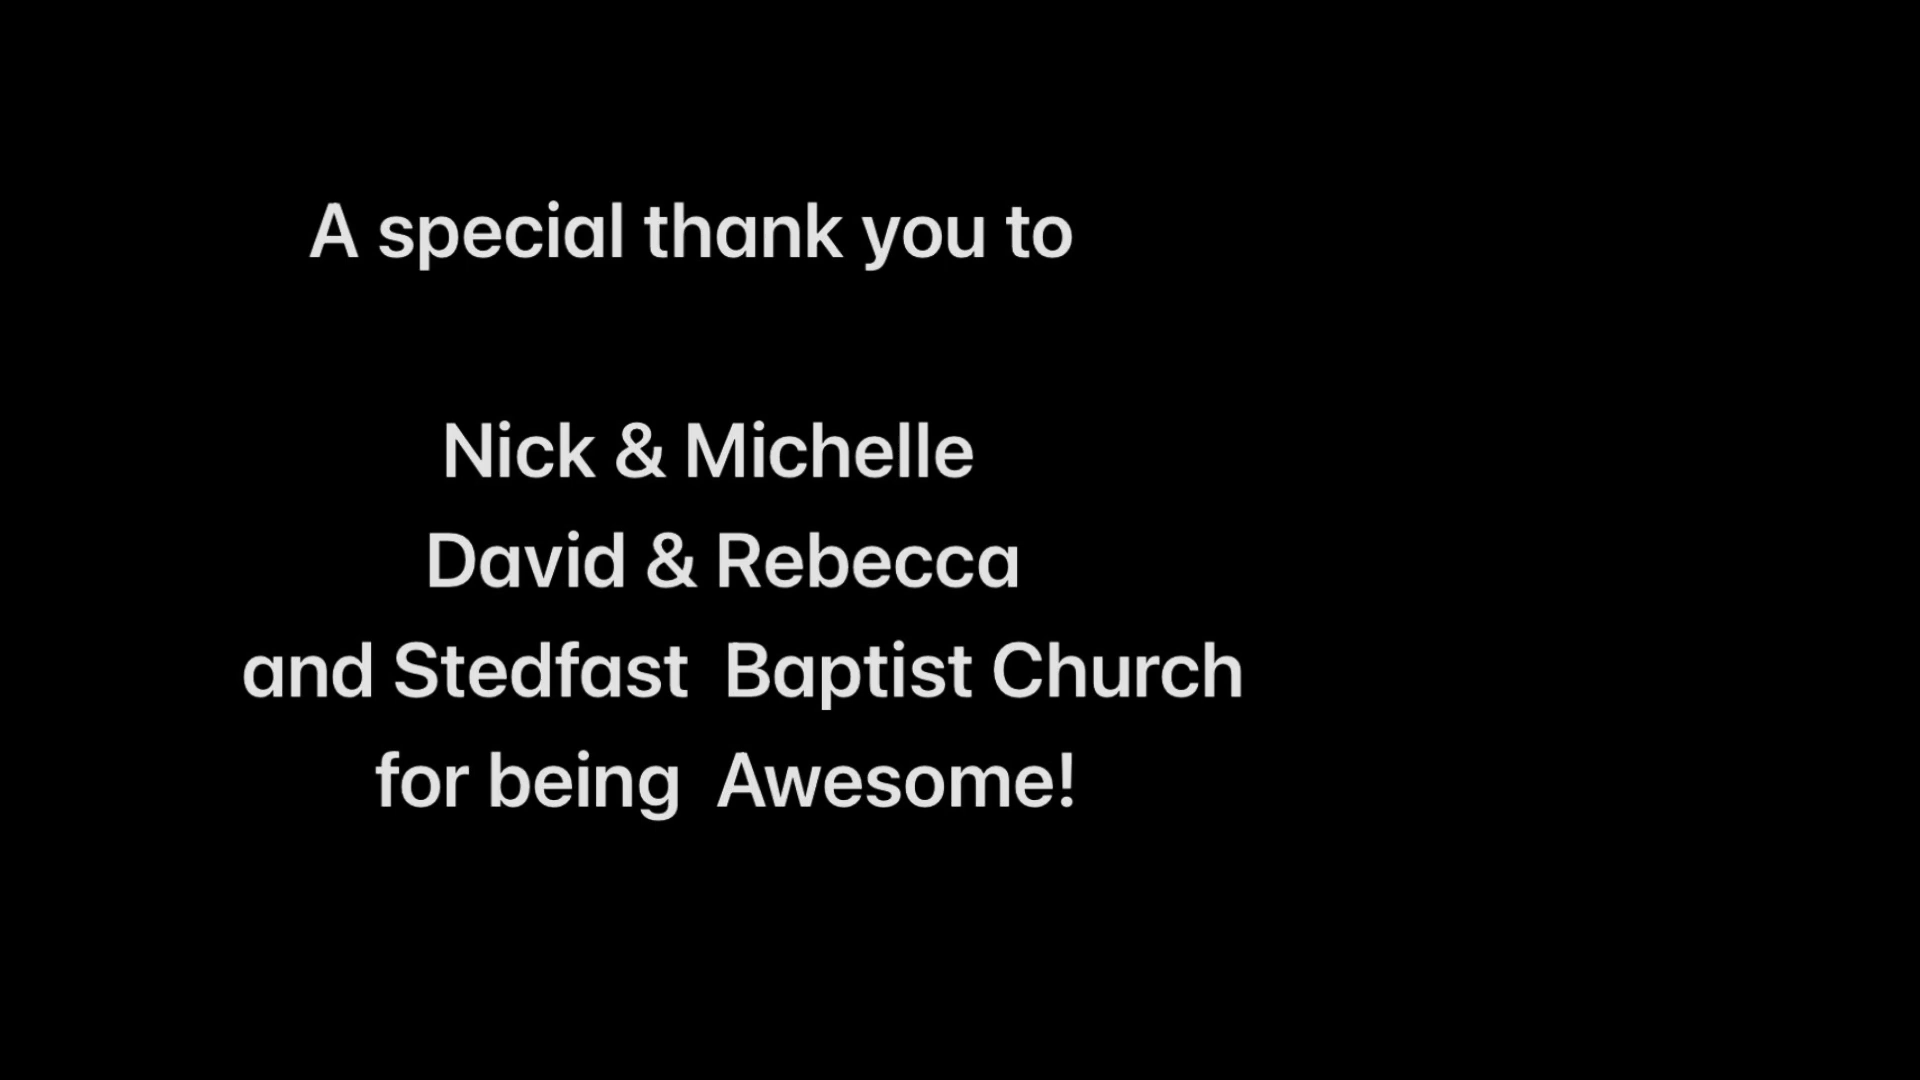 A special thank you to
Nick & Michelle
David & Rebecca
and Stedfast  Baptist Church
for being  Awesome!